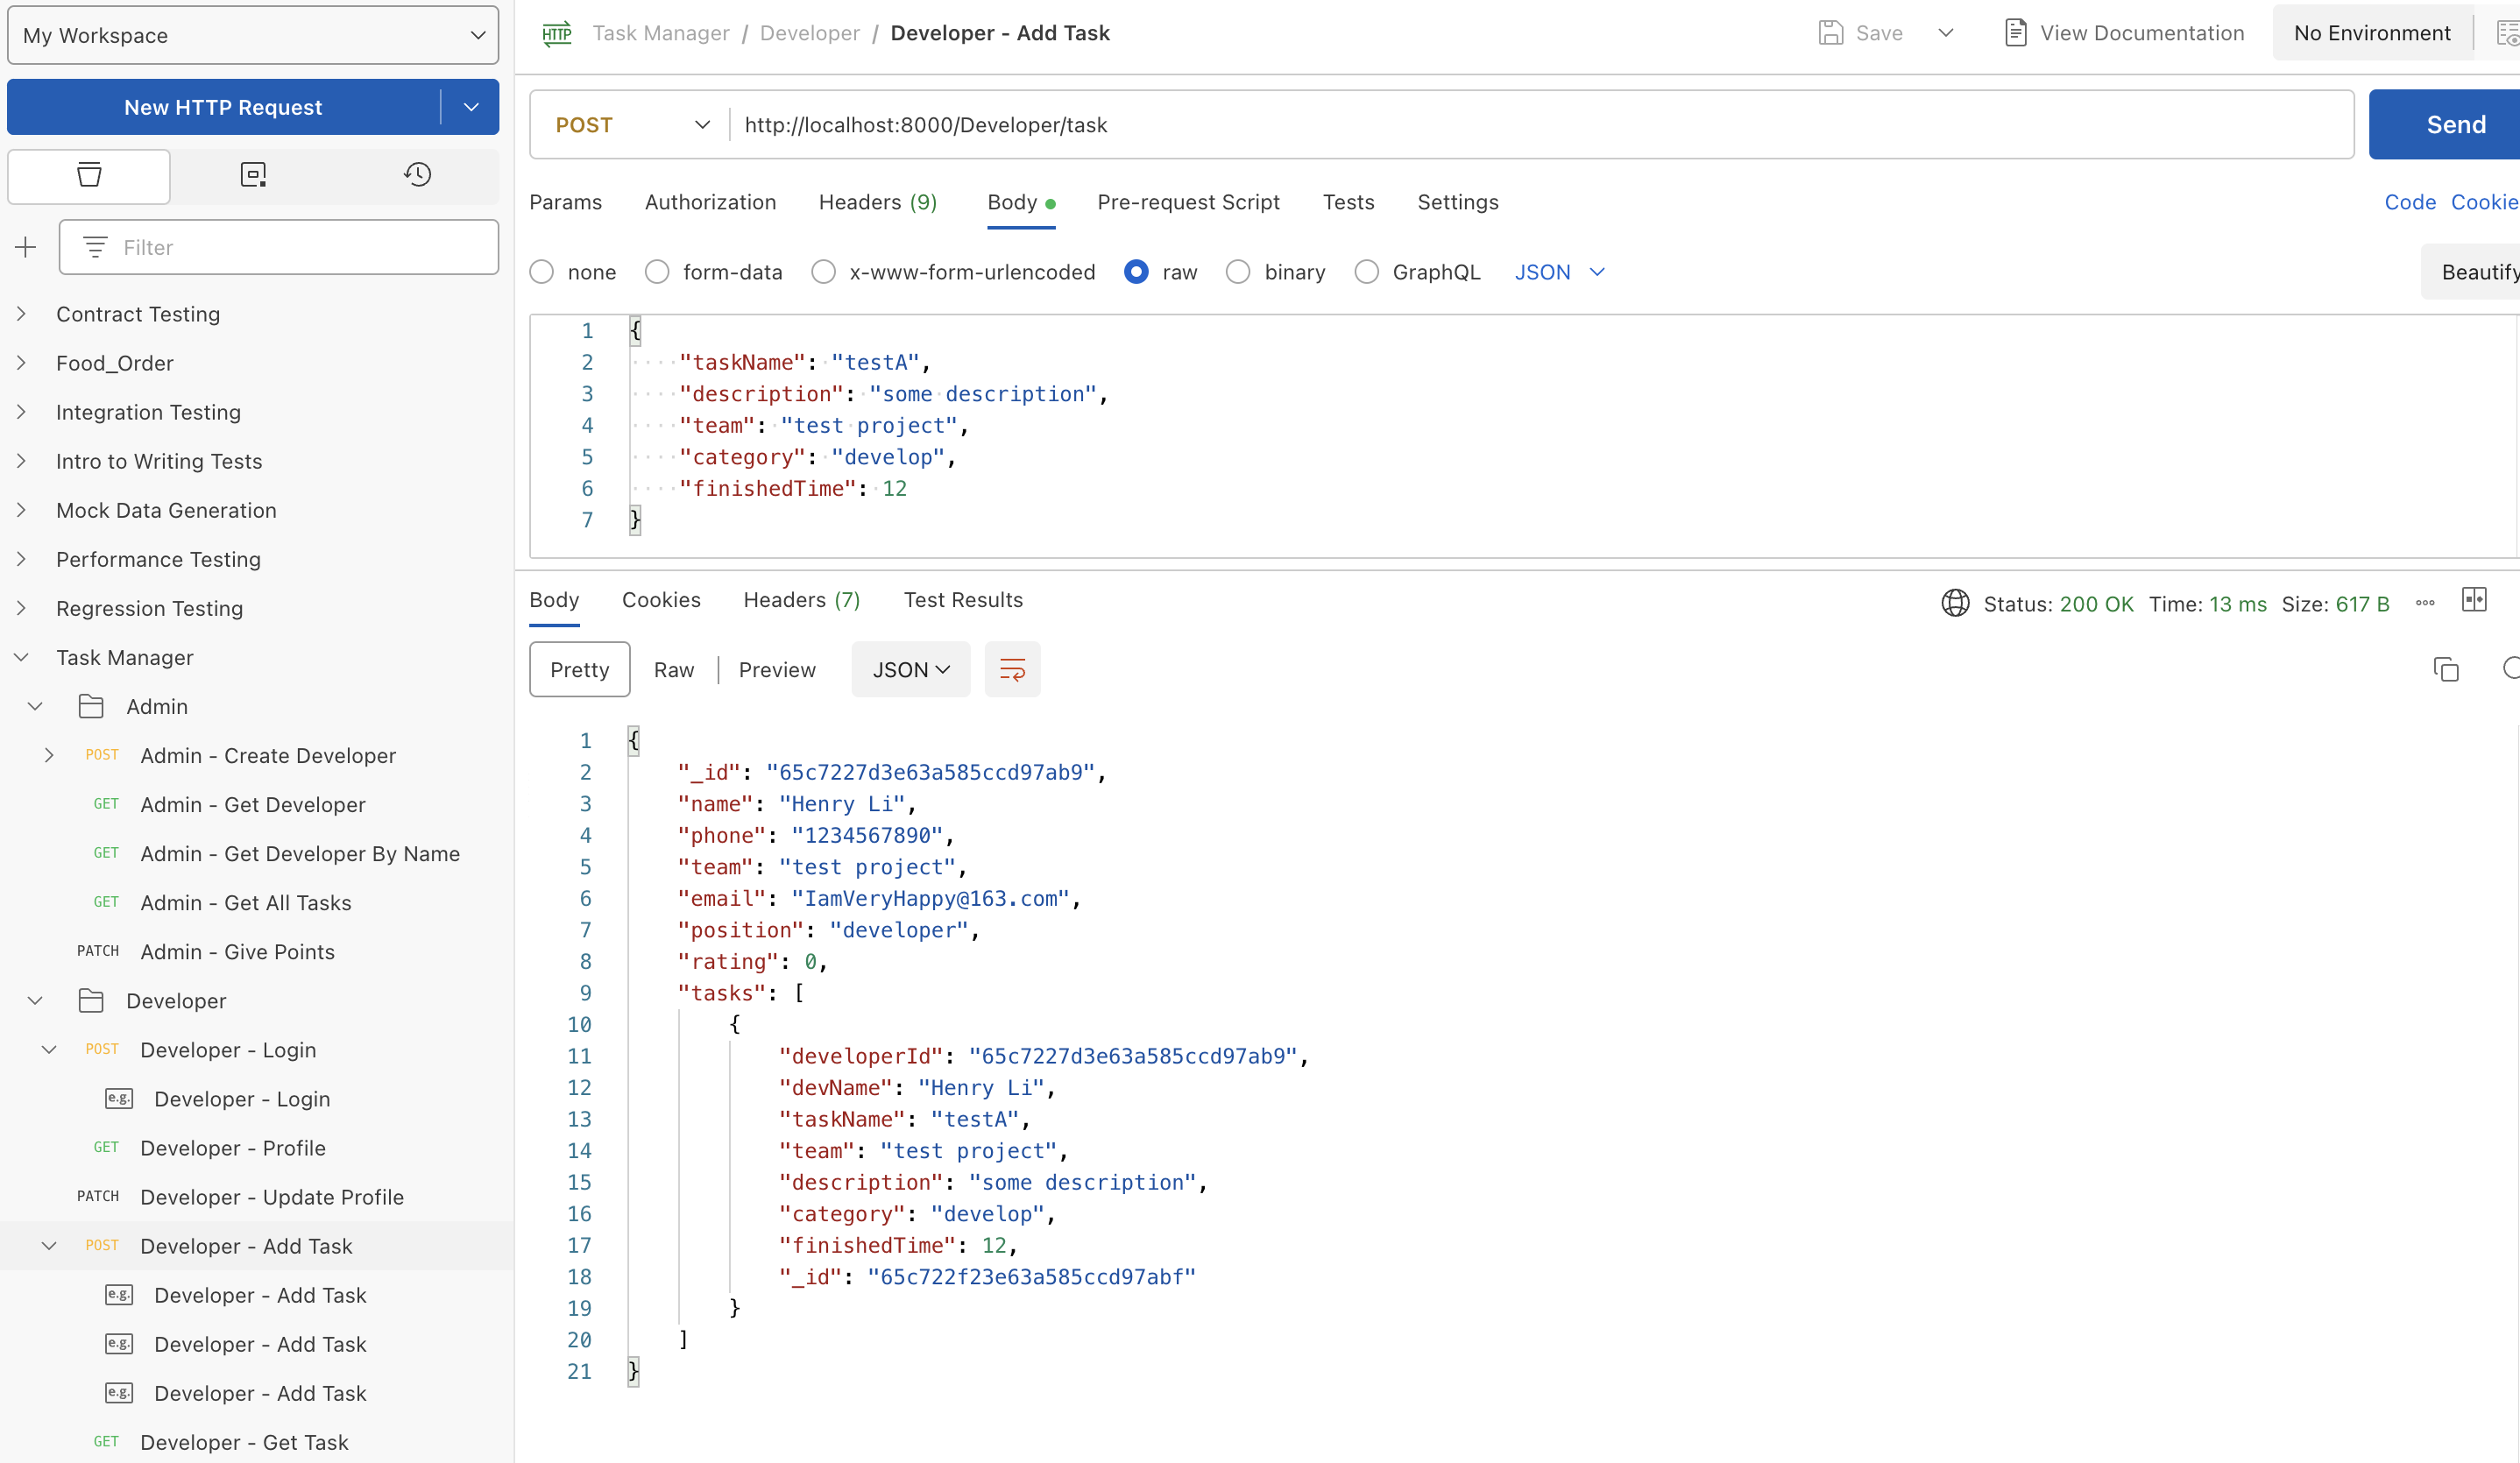 My Workspace
New HTTP Request
Filter
Contract Testing
Food_Order
Integration Testing
Intro to Writing Tests
Mock Data Generation
Performance Testing
Regression Testing
Task Manager
Admin
POST Admin - Create Developer
GET Admin - Get Developer
GET Admin - Get Developer By Name
GET Admin - Get All Tasks
PATCH Admin - Give Points
Developer
POST Developer - Login
e.g. Developer - Login
GET Developer - Profile
PATCH Developer - Update Profile
POST Developer - Add Task
e.g. Developer - Add Task
e.g. Developer - Add Task
e.g. Developer - Add Task
GET Developer - Get Task
HTTP Task Manager / Developer / Developer - Add Task Save View Documentation No Environment
POST http://localhost:8000/Developer/task Send
Params Authorization Headers (9) Body Pre-request Script Tests Settings Code Cookie
none form-data x-www-form-urlencoded raw binary GraphQL JSON Beautify
1 {
2 "taskName": "testA",
3 "description": "some description",
4 "team": "test project",
5 "category": "develop",
6 "finishedTime": 12
7 }
Body Cookies Headers (7) Test Results Status: 200 OK Time: 13 ms Size: 617 B
Pretty Raw Preview JSON
1 {
2 "_id": "65c7227d3e63a585ccd97ab9",
3 "name": "Henry Li",
4 "phone": "1234567890",
5 "team": "test project",
6 "email": "IamVeryHappy@163.com",
7 "position": "developer",
8 "rating": 0,
9 "tasks": [
10 {
11 "developerId": "65c7227d3e63a585ccd97ab9",
12 "devName": "Henry Li",
13 "taskName": "testA",
14 "team": "test project",
15 "description": "some description",
16 "category": "develop",
17 "finishedTime": 12,
18 "_id": "65c722f23e63a585ccd97abf"
19 }
20 ]
21 }